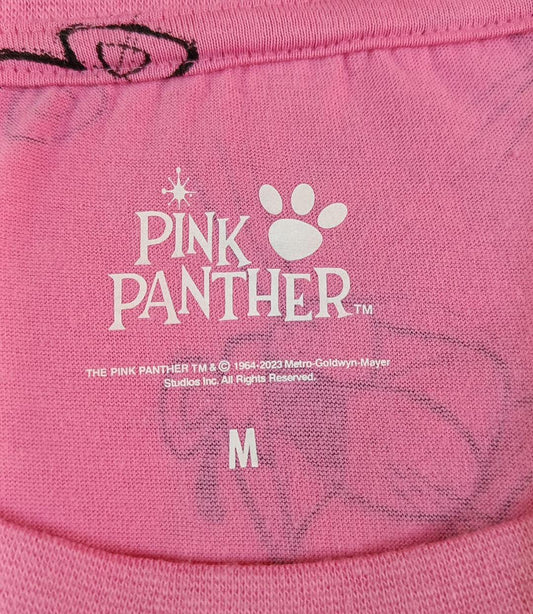 PINK
PANTHER™
THE PINK PANTHER TM & © 1964-2023 Metro-Goldwyn-Mayer
Studios Inc. All Rights Reserved.
M